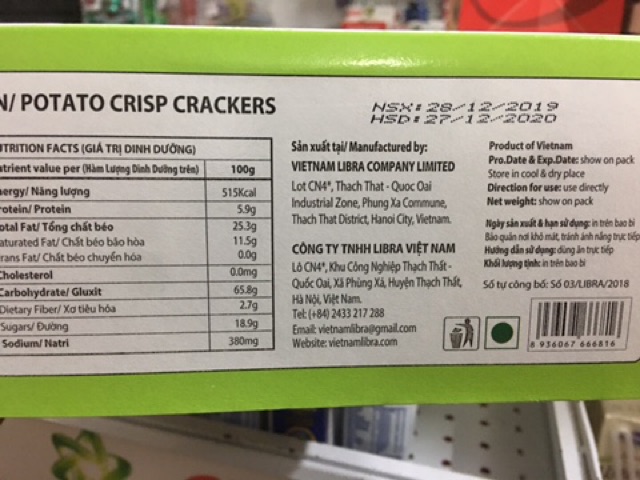 N/ POTATO CRISP CRACKERS
NSX: 28/12/2019
HSD: 27/12/2020
UTRITION FACTS (GIÁ TRỊ DINH DƯỠNG)
utrient value per (Hàm Lượng Dinh Dưỡng trên) 100g
nergy/ Năng lượng 515Kcal
rotein/ Protein 5.9g
otal Fat/ Tổng chất béo 25.3g
aturated Fat/ Chất béo bão hòa 11.5g
rans Fat/ Chất béo chuyển hóa 0.0g
Cholesterol 0.0mg
Carbohydrate/ Gluxit 65.8g
Dietary Fiber/ Xơ tiêu hóa 2.7g
Sugars/ Đường 18.9g
Sodium/ Natri 380mg
Sản xuất tại/ Manufactured by:
VIETNAM LIBRA COMPANY LIMITED
Lot CN4*, Thach That - Quoc Oai
Industrial Zone, Phung Xa Commune,
Thach That District, Hanoi City, Vietnam.
CÔNG TY TNHH LIBRA VIỆT NAM
Lô CN4*, Khu Công Nghiệp Thạch Thất -
Quốc Oai, Xã Phùng Xá, Huyện Thạch Thất,
Hà Nội, Việt Nam.
Tel: (+84) 2433 217 288
Email: vietnamlibra@gmail.com
Website: vietnamlibra.com
Product of Vietnam
Pro.Date & Exp.Date: show on pack
Store in cool & dry place
Direction for use: use directly
Net weight: show on pack
Ngày sản xuất & hạn sử dụng: in trên bao bì
Bảo quản nơi khô mát, tránh ánh nắng trực tiếp
Hướng dẫn sử dụng: dùng ăn trực tiếp
Khối lượng tịnh: in trên bao bì
Số tự công bố: Số 03/LIBRA/2018
8 936067 666816